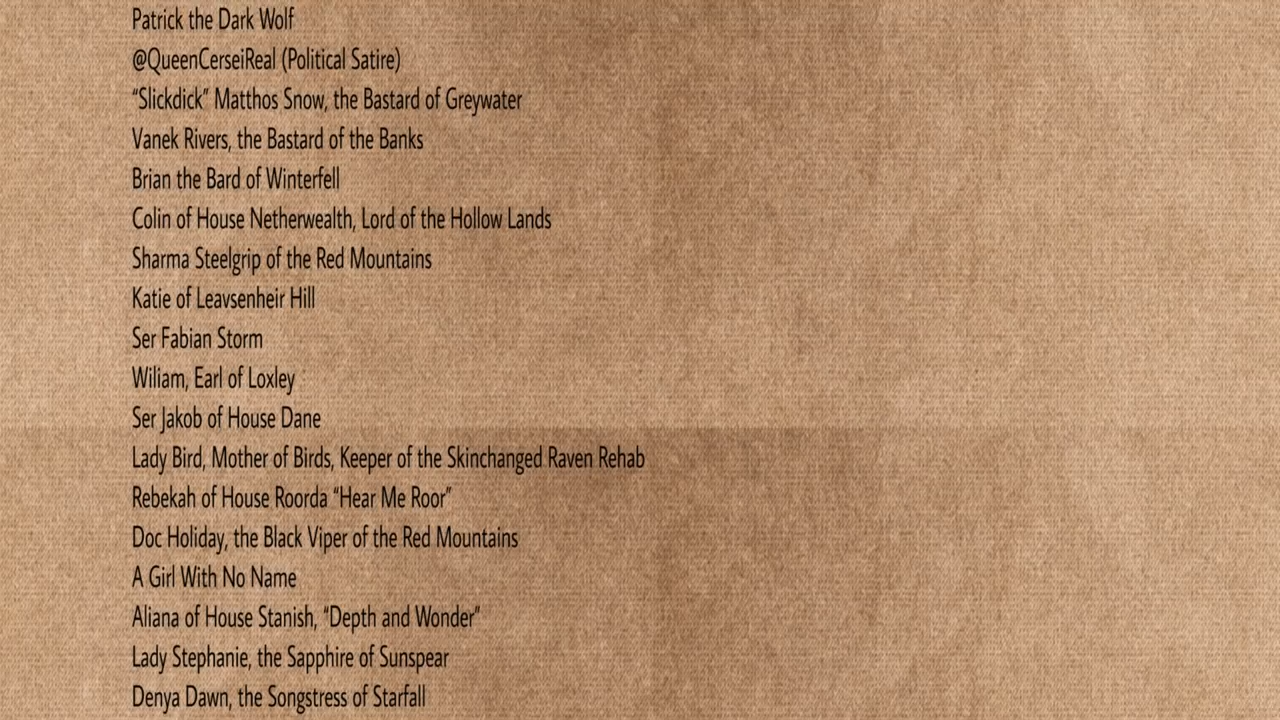 Patrick the Dark Wolf
@QueenCerseiReal (Political Satire)
“Slickdick” Matthos Snow, the Bastard of Greywater
Vanek Rivers, the Bastard of the Banks
Brian the Bard of Winterfell
Colin of House Netherwealth, Lord of the Hollow Lands
Sharma Steelgrip of the Red Mountains
Katie of Leavsenheir Hill
Ser Fabian Storm
Wiliam, Earl of Loxley
Ser Jakob of House Dane
Lady Bird, Mother of Birds, Keeper of the Skinchanged Raven Rehab
Rebekah of House Roorda “Hear Me Roor”
Doc Holiday, the Black Viper of the Red Mountains
A Girl With No Name
Aliana of House Stanish, “Depth and Wonder”
Lady Stephanie, the Sapphire of Sunspear
Denya Dawn, the Songstress of Starfall